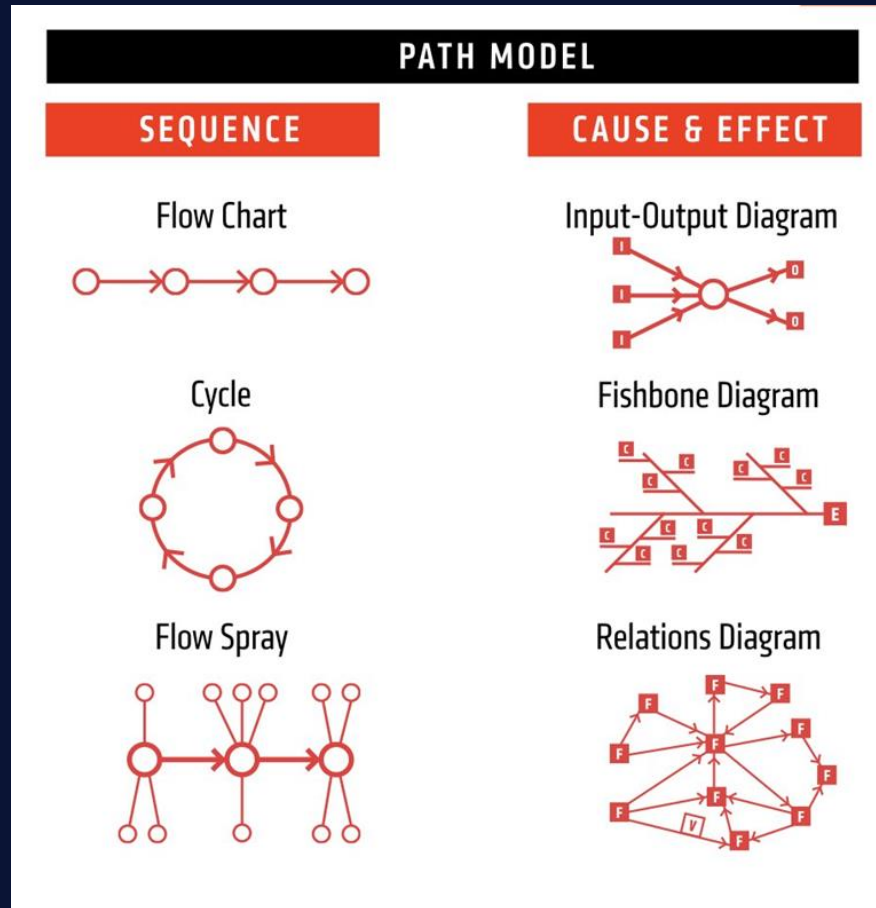 PATH MODEL
SEQUENCE
Flow Chart
Cycle
Flow Spray
CAUSE & EFFECT
Input-Output Diagram
I
I
I
O
O
Fishbone Diagram
C
C
C
C
C
C
E
C
C
C
C
C
C
Relations Diagram
F
F
F
F
F
F
F
F
F
F
F
V
F